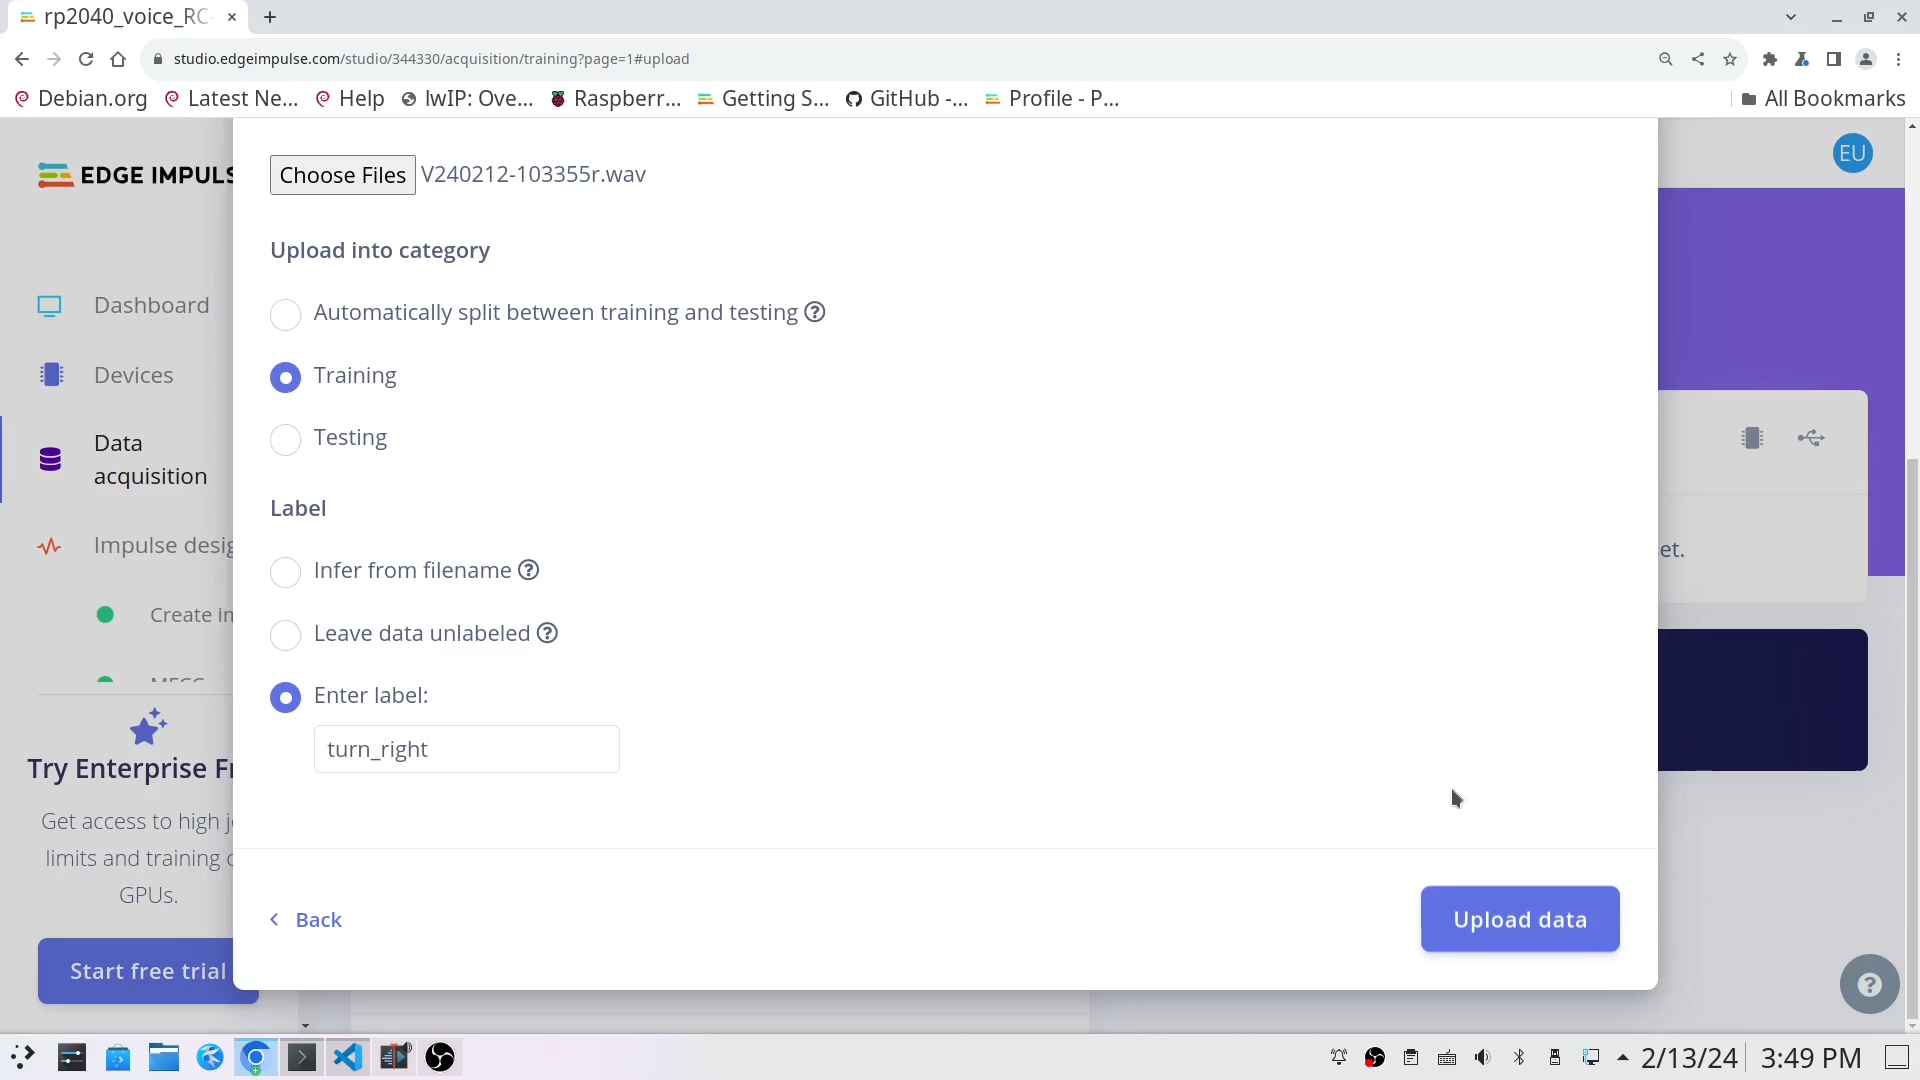 rp2040_voice_RC-
studio.edgeimpulse.com/studio/344330/acquisition/training?page=1#upload
Debian.org
Latest Ne...
Help
lwIP: Ove...
Raspberr...
Getting S...
GitHub -...
Profile - P...
All Bookmarks
EDGE IMPULS
EU
Choose Files V240212-103355r.wav
Upload into category
Automatically split between training and testing
Training
Testing
Label
Infer from filename
Leave data unlabeled
Enter label:
turn_right
Back
Upload data
Dashboard
Devices
Data
acquisition
Impulse desig
Create in
et.
Try Enterprise Fr
Get access to high j
limits and training
GPUs.
Start free trial
2/13/24
3:49 PM